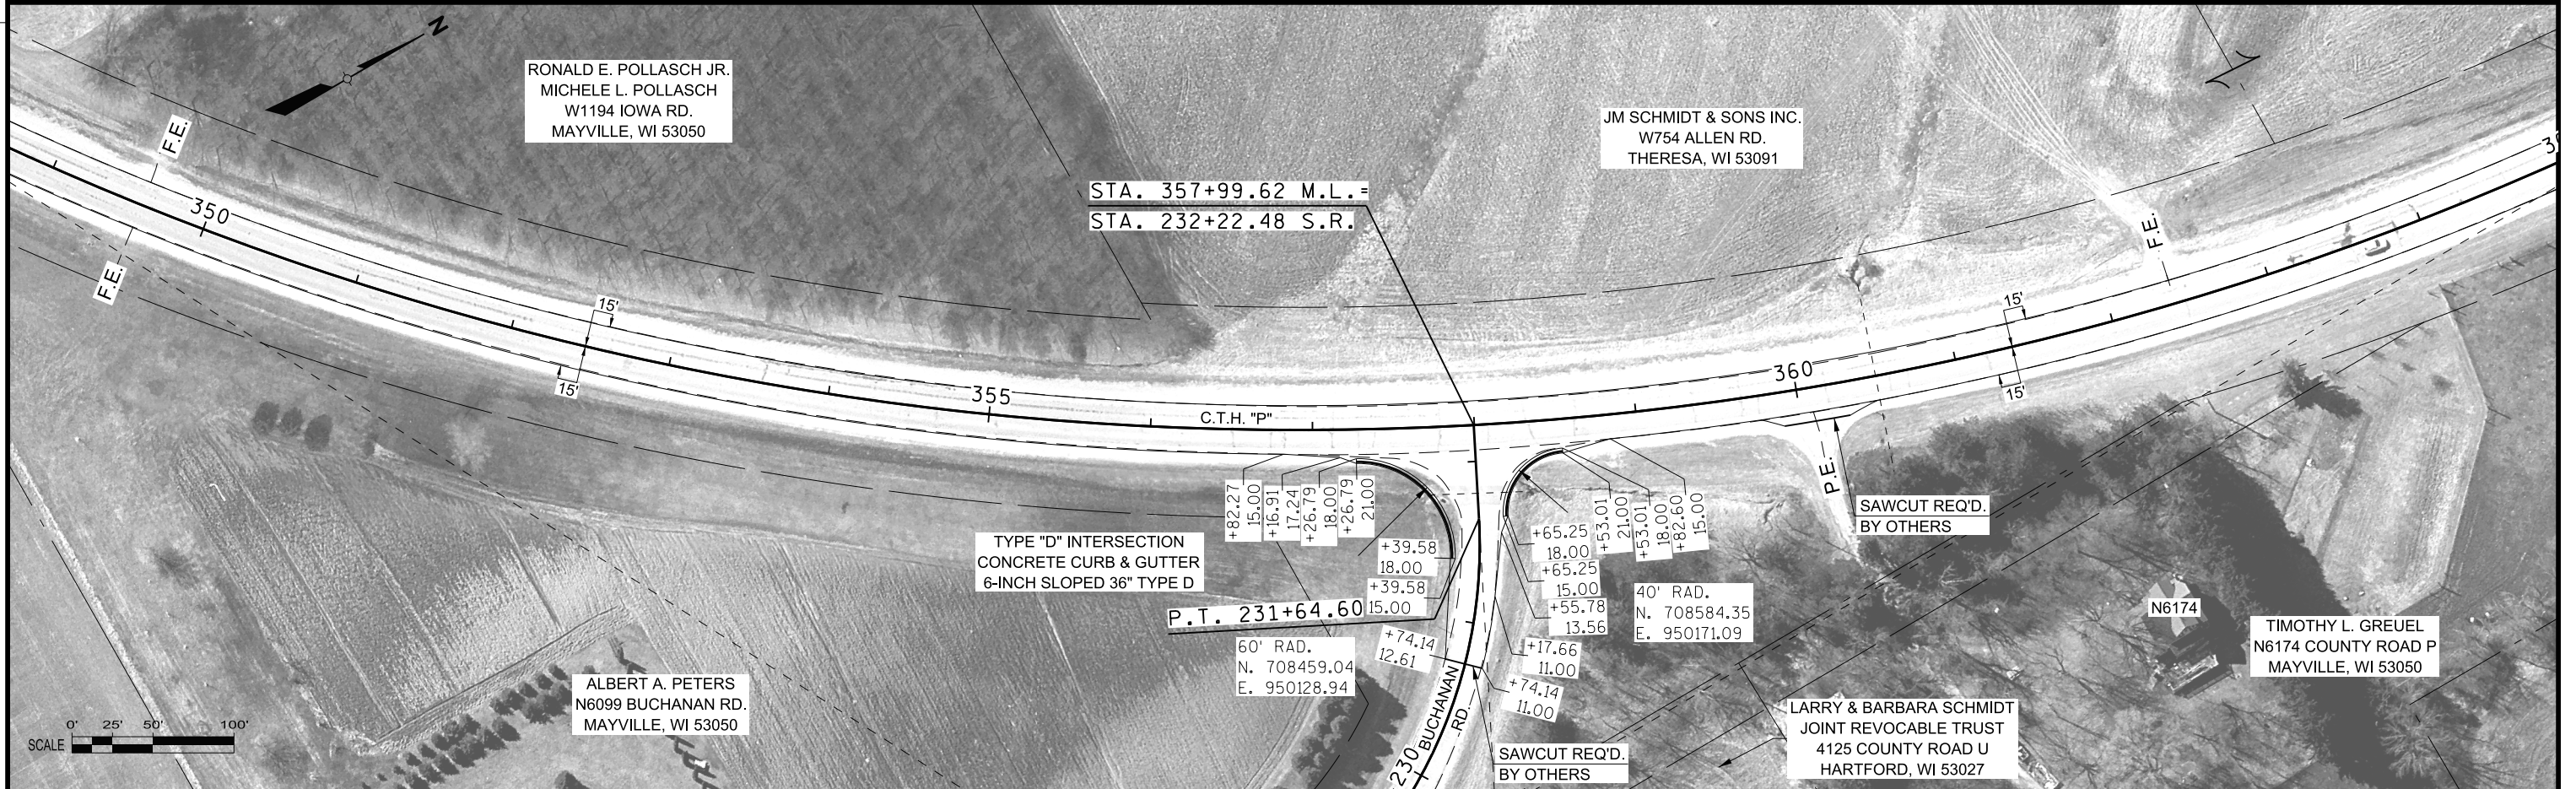 N
RONALD E. POLLASCH JR.
MICHELE L. POLLASCH
W1194 IOWA RD.
MAYVILLE, WI 53050
JM SCHMIDT & SONS INC.
W754 ALLEN RD.
THERESA, WI 53091
F.E.
F.E.
350
STA. 357+99.62 M.L.=
STA. 232+22.48 S.R.
F.E.
15'
15'
355
C.T.H. "P"
360
15'
15'
+82.27
15.00
+16.91
17.24
+26.79
18.00
+26.79
21.00
+39.58
18.00
+39.58
15.00
+65.25
18.00
+53.01
21.00
+53.01
18.00
+82.60
15.00
+65.25
15.00
+55.78
13.56
P.E.
SAWCUT REQ'D.
BY OTHERS
TYPE "D" INTERSECTION
CONCRETE CURB & GUTTER
6-INCH SLOPED 36" TYPE D
P.T. 231+64.60
40' RAD.
N. 708584.35
E. 950171.09
60' RAD.
N. 708459.04
E. 950128.94
+74.14
12.61
+17.66
11.00
+74.14
11.00
N6174
TIMOTHY L. GREUEL
N6174 COUNTY ROAD P
MAYVILLE, WI 53050
ALBERT A. PETERS
N6099 BUCHANAN RD.
MAYVILLE, WI 53050
LARRY & BARBARA SCHMIDT
JOINT REVOCABLE TRUST
4125 COUNTY ROAD U
HARTFORD, WI 53027
BUCHANAN
RD.
230
SAWCUT REQ'D.
BY OTHERS
0' 25' 50' 100'
SCALE